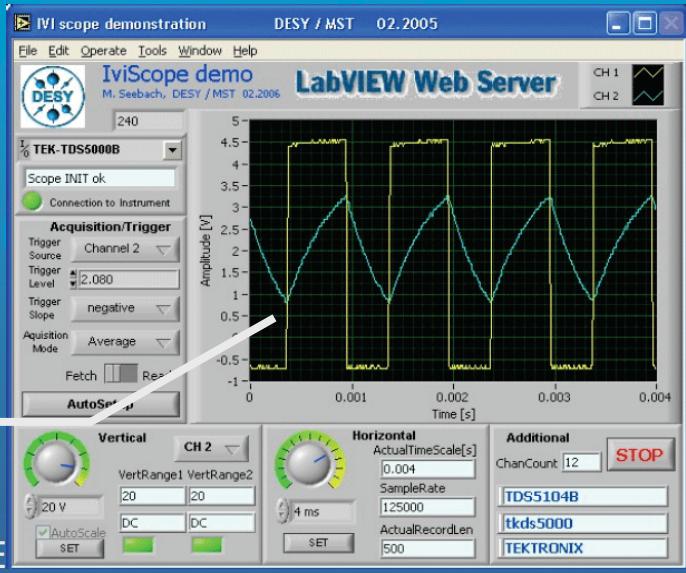 IVI scope demonstration DESY / MST 02.2005
File Edit Operate Tools Window Help
DESY
IviScope demo
M. Seebach, DESY / MST 02.2006
LabVIEW Web Server
CH 1
CH 2
240
TEK-TDS5000B
Scope INIT ok
Connection to Instrument
Acquisition/Trigger
Trigger Source Channel 2
Trigger Level 2.080
Trigger Slope negative
Aquisition Mode Average
Fetch
Amplitude [V]
5
4.5
4
3.5
3
2.5
2
1.5
1
0.5
-0.5
-1
0 0.001 0.002 0.003 0.004
Time [s]
Vertical
CH 2
VertRange1 VertRange2
20 20
DC DC
20 V
AutoScale
SET
Horizontal
ActualTimeScale[s]
0.004
SampleRate
125000
ActualRecordLen
500
4 ms
SET
Additional
ChanCount 12
STOP
TDS5104B
tkds5000
TEKTRONIX